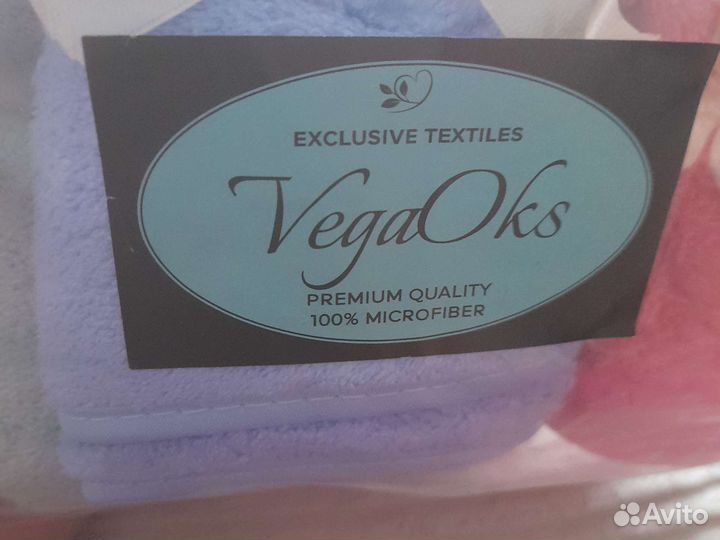 EXCLUSIVE TEXTILES
VegaOks
PREMIUM QUALITY
100% MICROFIBER
Avito